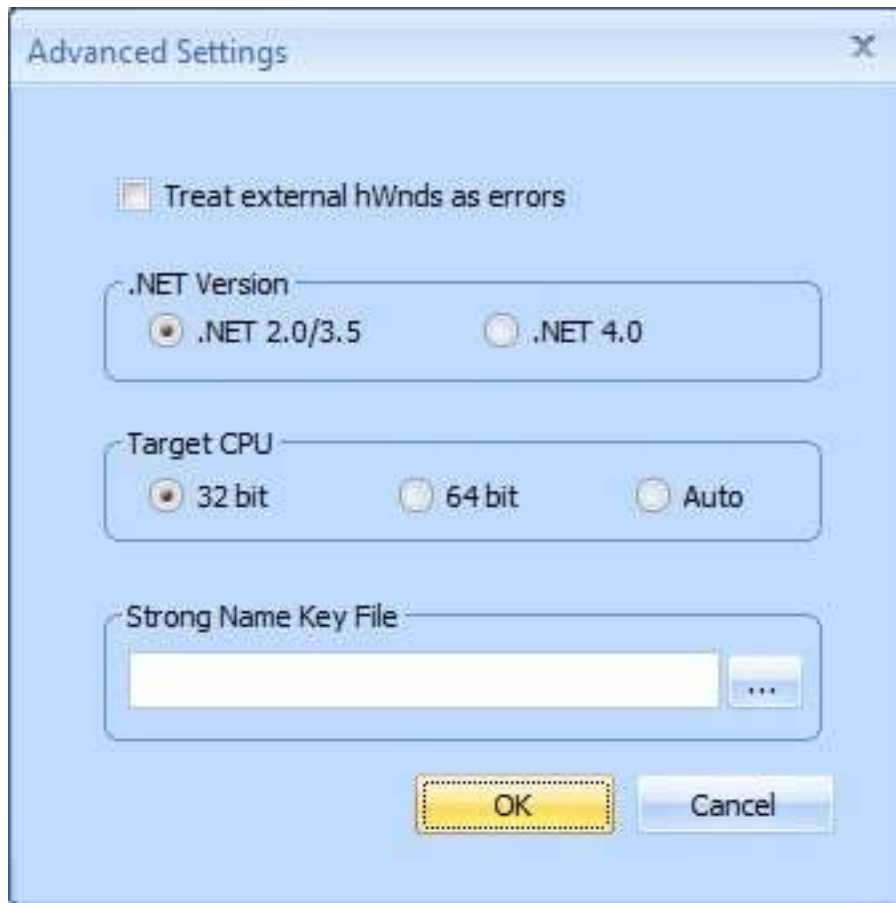 Advanced Settings
Treat external hWnds as errors
.NET Version
.NET 2.0/3.5 .NET 4.0
Target CPU
32 bit 64 bit Auto
Strong Name Key File
...
OK Cancel